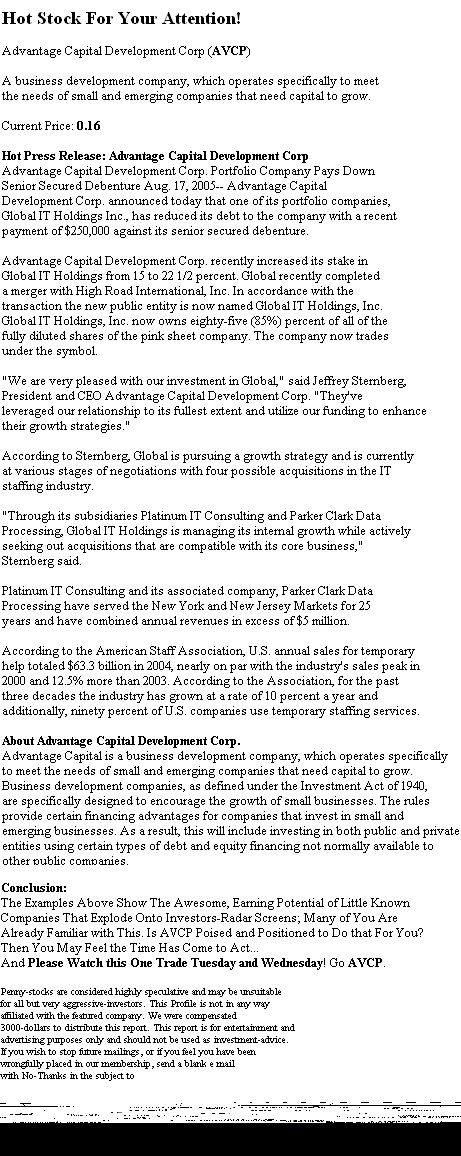 Hot Stock For Your Attention!
Advantage Capital Development Corp (AVCP)
A business development company, which operates specifically to meet
the needs of small and emerging companies that need capital to grow.
Current Price: 0.16
Hot Press Release: Advantage Capital Development Corp
Advantage Capital Development Corp. Portfolio Company Pays Down
Senior Secured Debenture Aug. 17, 2005-- Advantage Capital
Development Corp. announced today that one of its portfolio companies,
Global IT Holdings Inc., has reduced its debt to the company with a recent
payment of $250,000 against its senior secured debenture.
Advantage Capital Development Corp. recently increased its stake in
Global IT Holdings from 15 to 22 1/2 percent. Global recently completed
a merger with High Road International, Inc. In accordance with the
transaction the new public entity is now named Global IT Holdings, Inc.
Global IT Holdings, Inc. now owns eighty-five (85%) percent of all of the
fully diluted shares of the pink sheet company. The company now trades
under the symbol.
"We are very pleased with our investment in Global," said Jeffrey Sternberg,
President and CEO Advantage Capital Development Corp. "They've
leveraged our relationship to its fullest extent and utilize our funding to enhance
their growth strategies."
According to Sternberg, Global is pursuing a growth strategy and is currently
at various stages of negotiations with four possible acquisitions in the IT
staffing industry.
"Through its subsidiaries Platinum IT Consulting and Parker Clark Data
Processing, Global IT Holdings is managing its internal growth while actively
seeking out acquisitions that are compatible with its core business,"
Sternberg said.
Platinum IT Consulting and its associated company, Parker Clark Data
Processing have served the New York and New Jersey Markets for 25
years and have combined annual revenues in excess of $5 million.
According to the American Staff Association, U.S. annual sales for temporary
help totaled $63.3 billion in 2004, nearly on par with the industry's sales peak in
2000 and 12.5% more than 2003. According to the Association, for the past
three decades the industry has grown at a rate of 10 percent a year and
additionally, ninety percent of U.S. companies use temporary staffing services.
About Advantage Capital Development Corp.
Advantage Capital is a business development company, which operates specifically
to meet the needs of small and emerging companies that need capital to grow.
Business development companies, as defined under the Investment Act of 1940,
are specifically designed to encourage the growth of small businesses. The rules
provide certain financing advantages for companies that invest in small and
emerging businesses. As a result, this will include investing in both public and private
entities using certain types of debt and equity financing not normally available to
other public companies.
Conclusion:
The Examples Above Show The Awesome, Earning Potential of Little Known
Companies That Explode Onto Investors-Radar Screens; Many of You Are
Already Familiar with This. Is AVCP Poised and Positioned to Do that For You?
Then You May Feel the Time Has Come to Act...
And Please Watch this One Trade Tuesday and Wednesday! Go AVCP.
Penny-stocks are considered highly speculative and may be unsuitable
for all but very aggressive-investors. This Profile is not in any way
affiliated with the featured company. We were compensated
3000-dollars to distribute this report. This report is for entertainment and
advertising purposes only and should not be used as investment-advice.
If you wish to stop future mailings, or if you feel you have been
wrongfully placed in our membership, send a blank e mail
with No-Thanks in the subject to